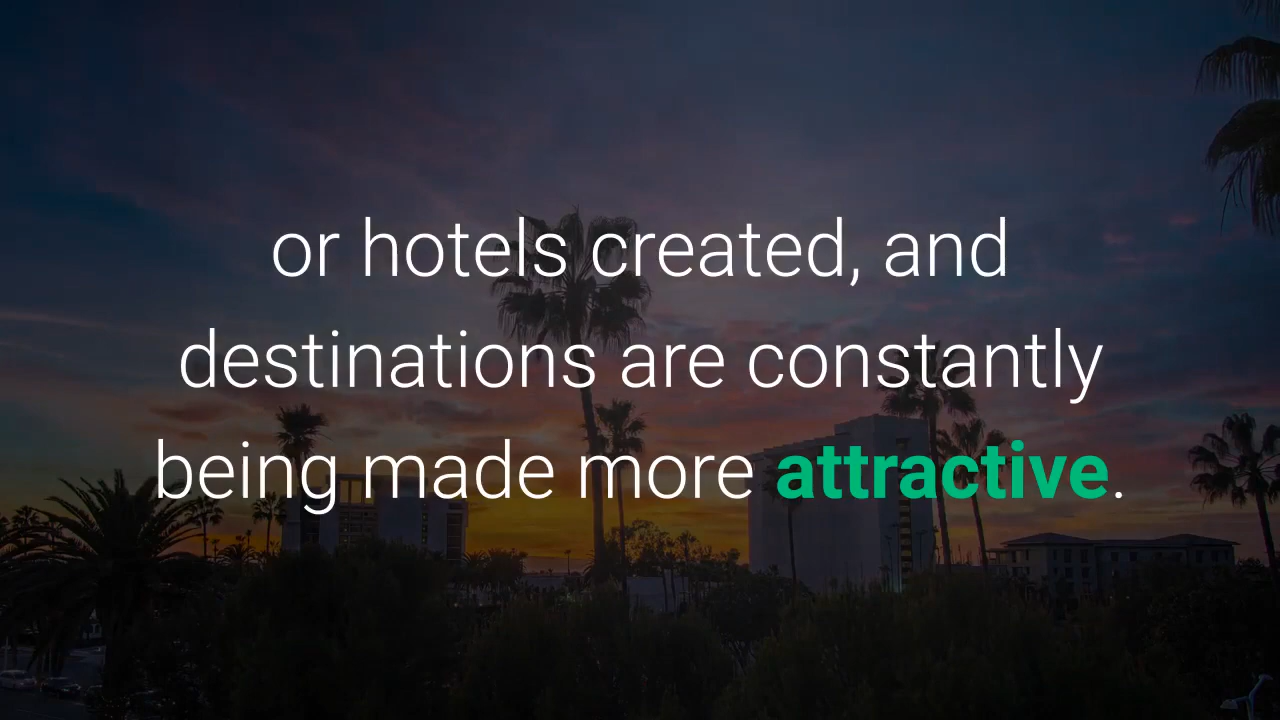 or hotels created, and
destinations are constantly
being made more attractive.